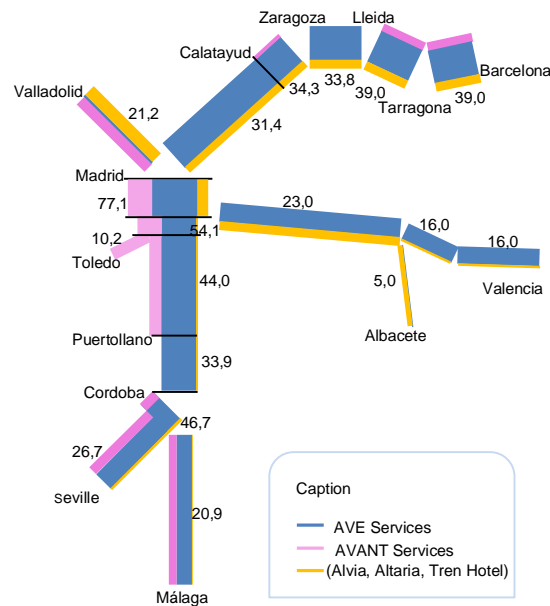 Zaragoza
Lleida
Calatayud
Barcelona
34,3
33,8
39,0
39,0
Tarragona
Valladolid
21,2
31,4
Madrid
77,1
23,0
54,1
16,0
16,0
10,2
Toledo
44,0
5,0
Valencia
Albacete
Puertollano
33,9
Cordoba
46,7
26,7
Seville
20,9
Málaga
Caption
AVE Services
AVANT Services
(Alvia, Altaria, Tren Hotel)